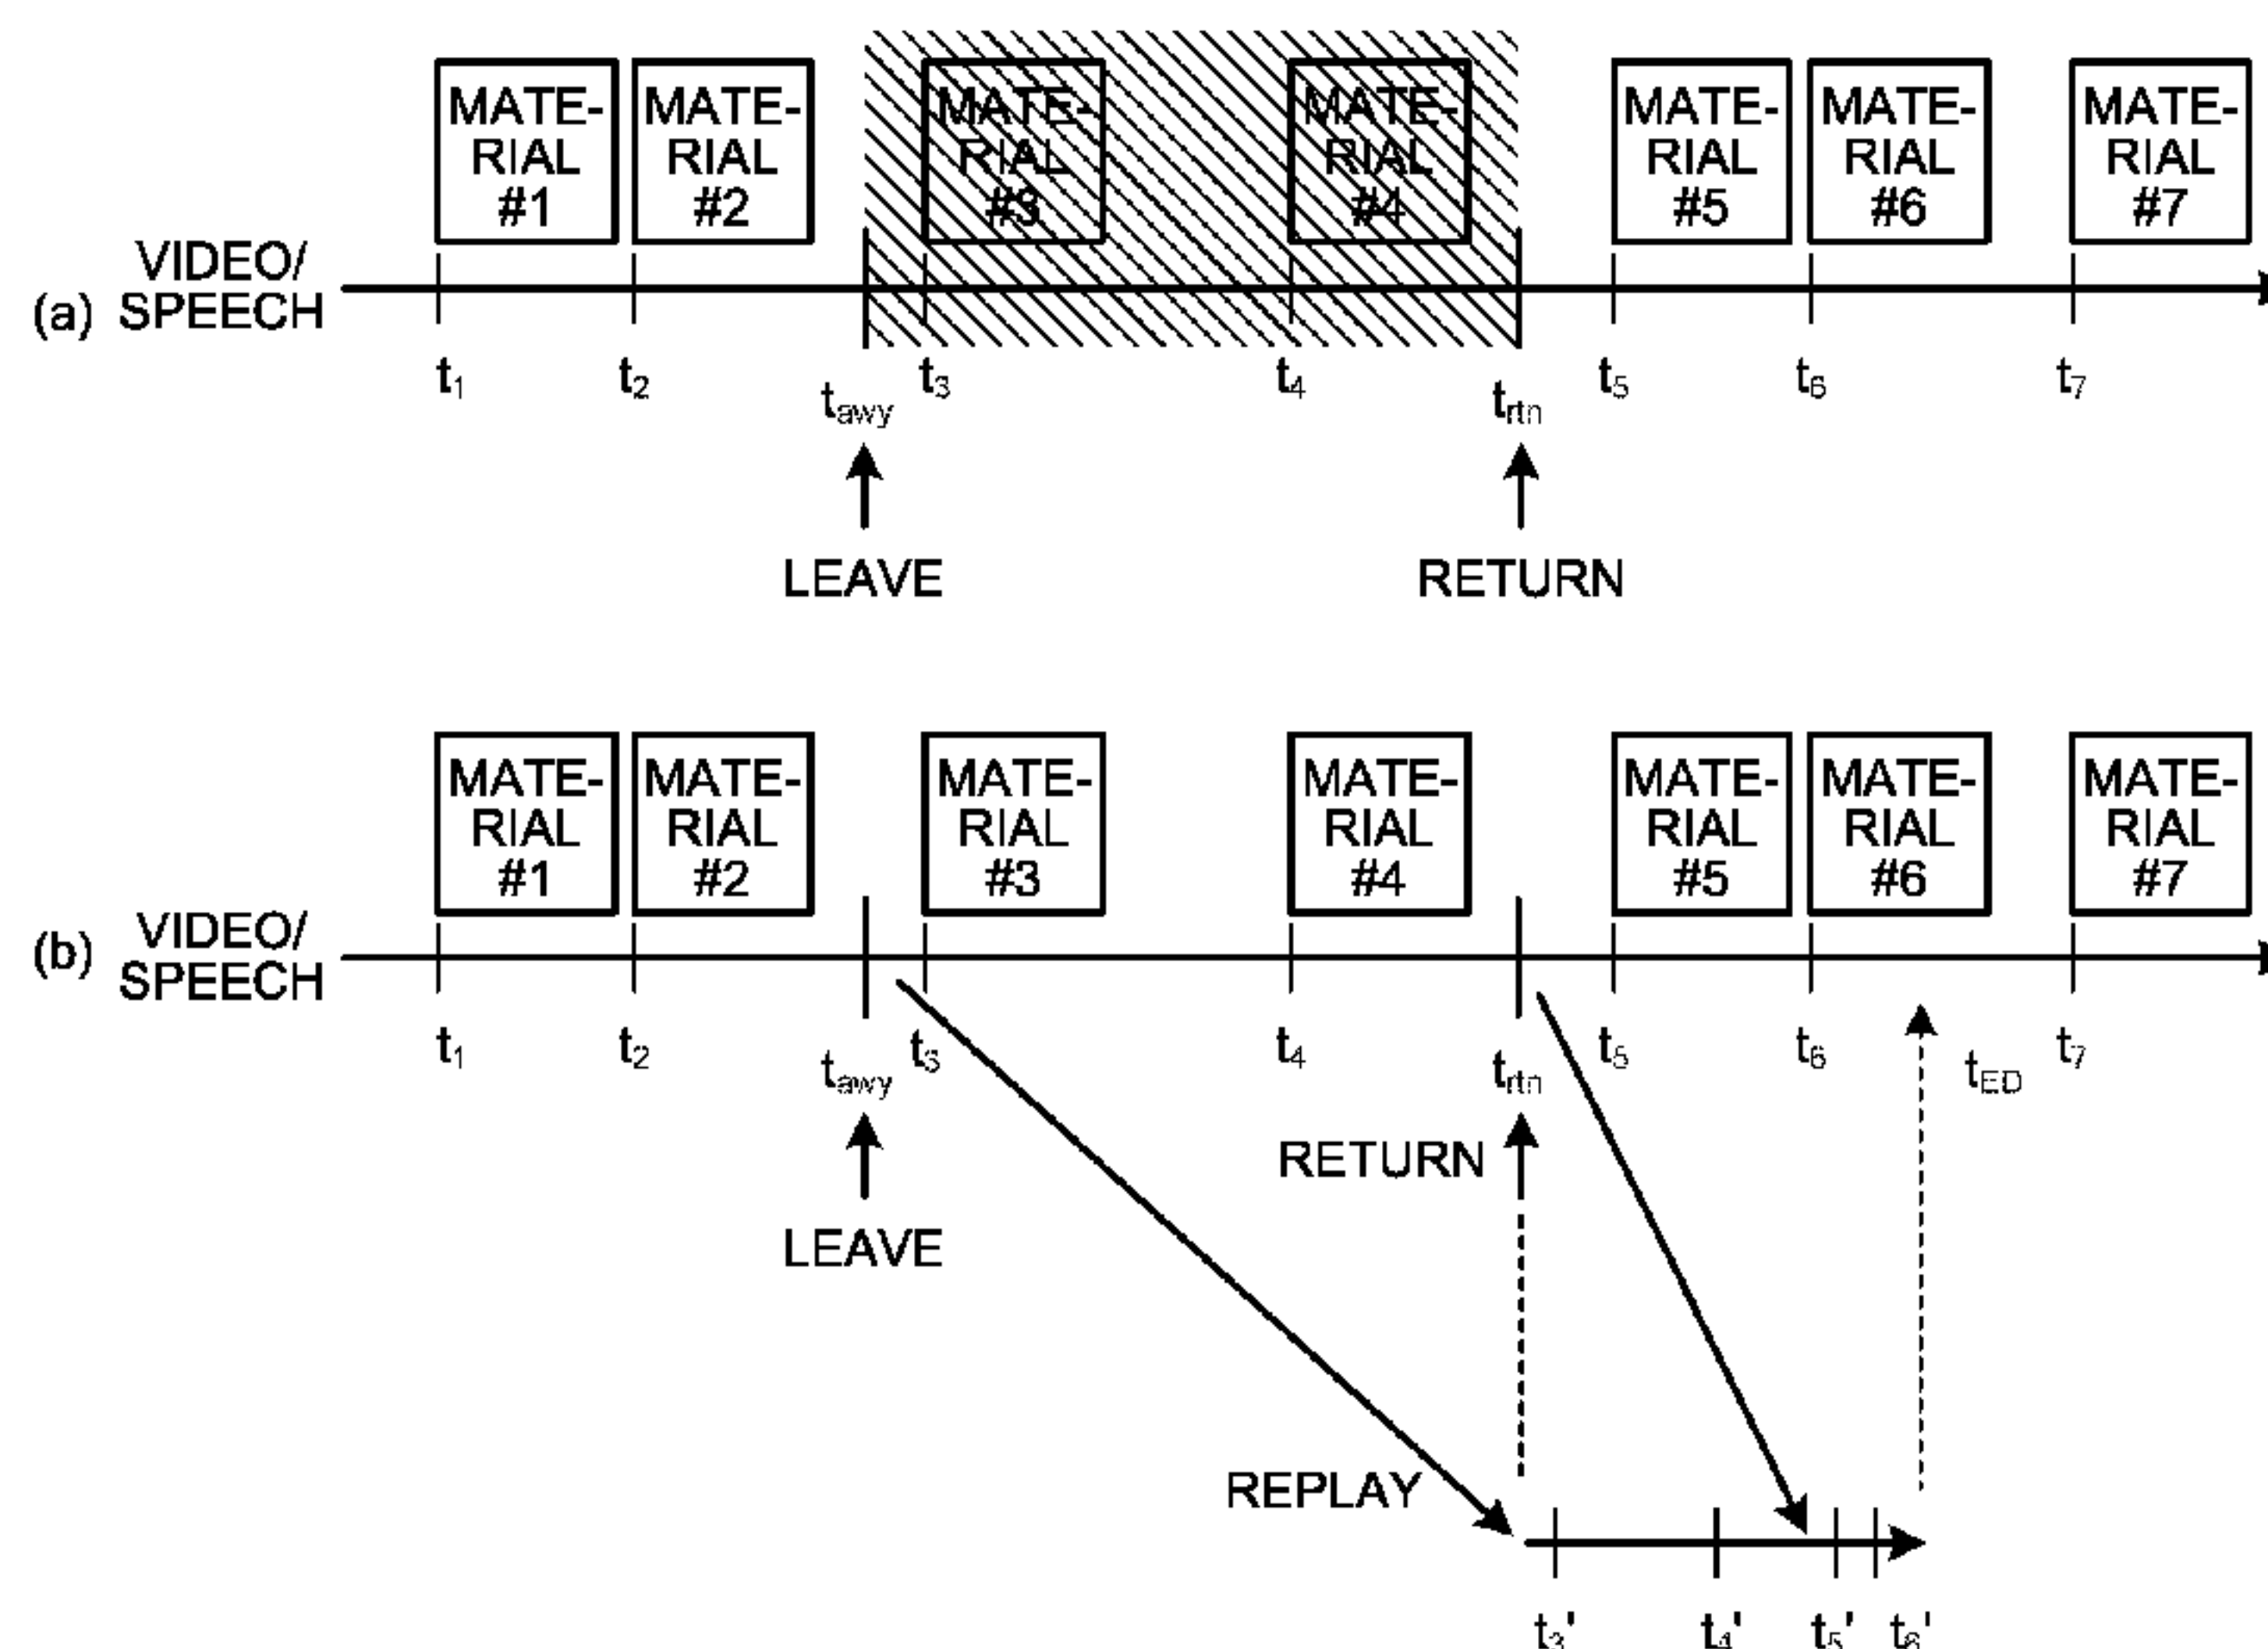 MATE-
RIAL
#1
MATE-
RIAL
#2
MATE-
RIAL
#3
MATE-
RIAL
#4
MATE-
RIAL
#5
MATE-
RIAL
#6
MATE-
RIAL
#7
(a) VIDEO/
SPEECH
t1 t2 tawy t3 t4 trtn t5 t6 t7
LEAVE
RETURN
MATE-
RIAL
#1
MATE-
RIAL
#2
MATE-
RIAL
#3
MATE-
RIAL
#4
MATE-
RIAL
#5
MATE-
RIAL
#6
MATE-
RIAL
#7
(b) VIDEO/
SPEECH
t1 t2 tawy t3 t4 trtn t5 t6 tED t7
RETURN
LEAVE
REPLAY
t3' t4' t5' t6'